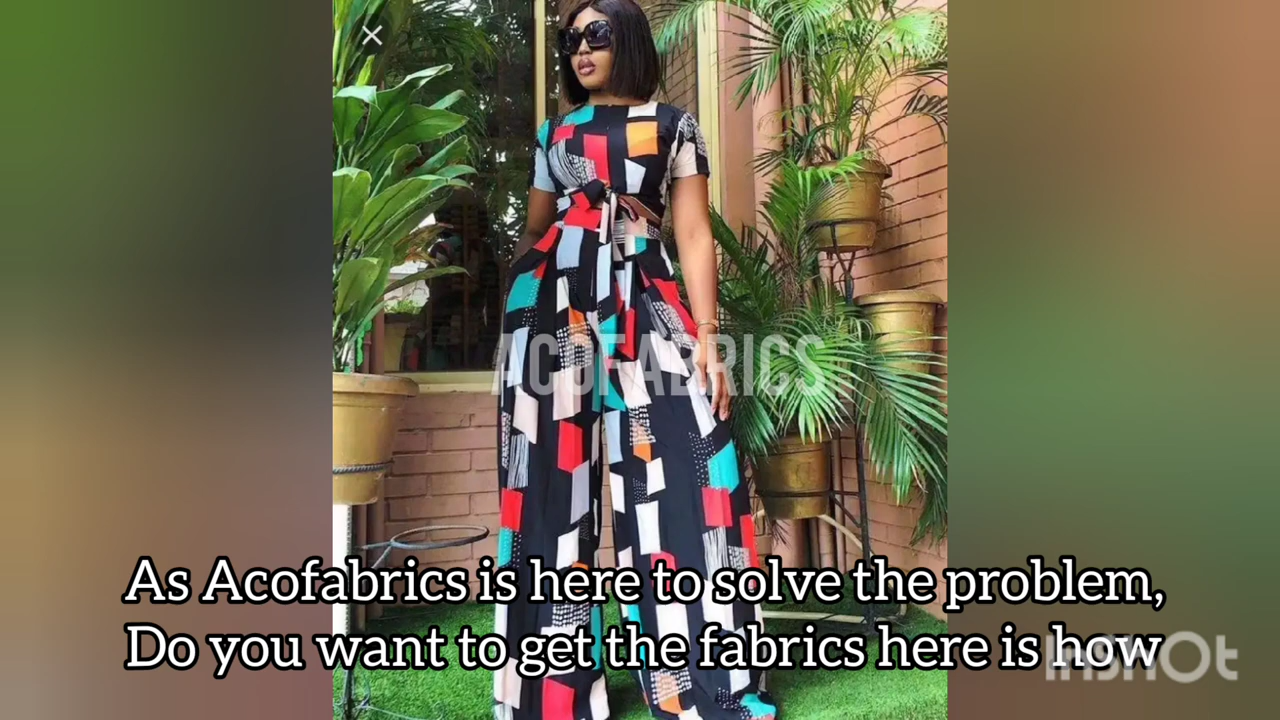 ACOFABRICS
As Acofabrics is here to solve the problem,
Do you want to get the fabrics here is how
InShOt